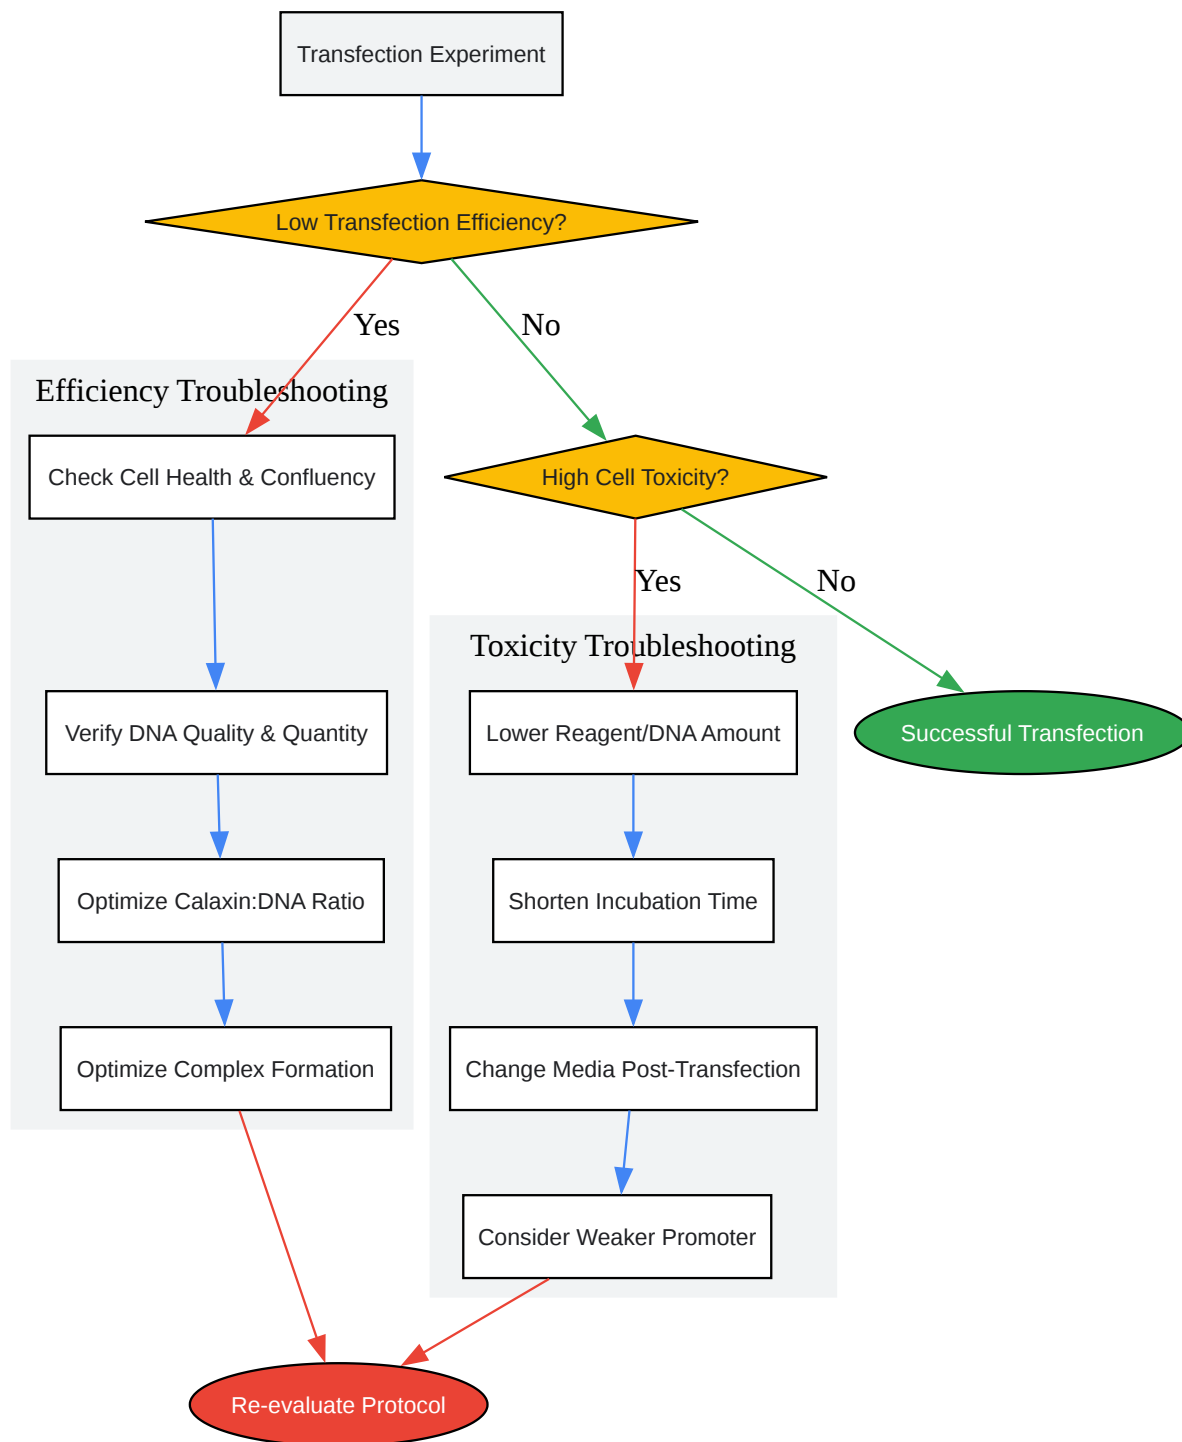 Transfection Experiment
Low Transfection Efficiency?
Yes
No
Efficiency Troubleshooting
Check Cell Health & Confluency
High Cell Toxicity?
Yes
No
Toxicity Troubleshooting
Verify DNA Quality & Quantity
Lower Reagent/DNA Amount
Successful Transfection
Optimize Calaxin:DNA Ratio
Shorten Incubation Time
Optimize Complex Formation
Change Media Post-Transfection
Consider Weaker Promoter
Re-evaluate Protocol